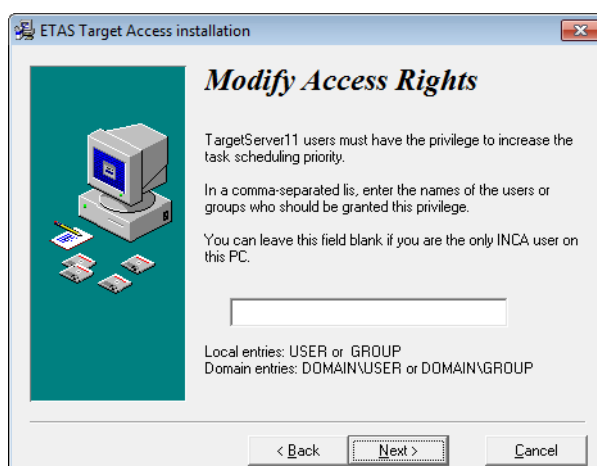 ETAS Target Access installation
Modify Access Rights
TargetServer11 users must have the privilege to increase the
task scheduling priority.
In a comma-separated lis, enter the names of the users or
groups who should be granted this privilege.
You can leave this field blank if you are the only INCA user on
this PC.
Local entries: USER or GROUP
Domain entries: DOMAIN\USER or DOMAIN\GROUP
< Back
Next >
Cancel